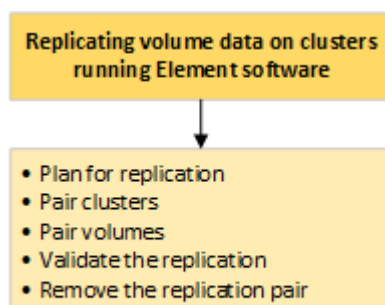 Replicating volume data on clusters
running Element software
• Plan for replication
• Pair clusters
• Pair volumes
• Validate the replication
• Remove the replication pair